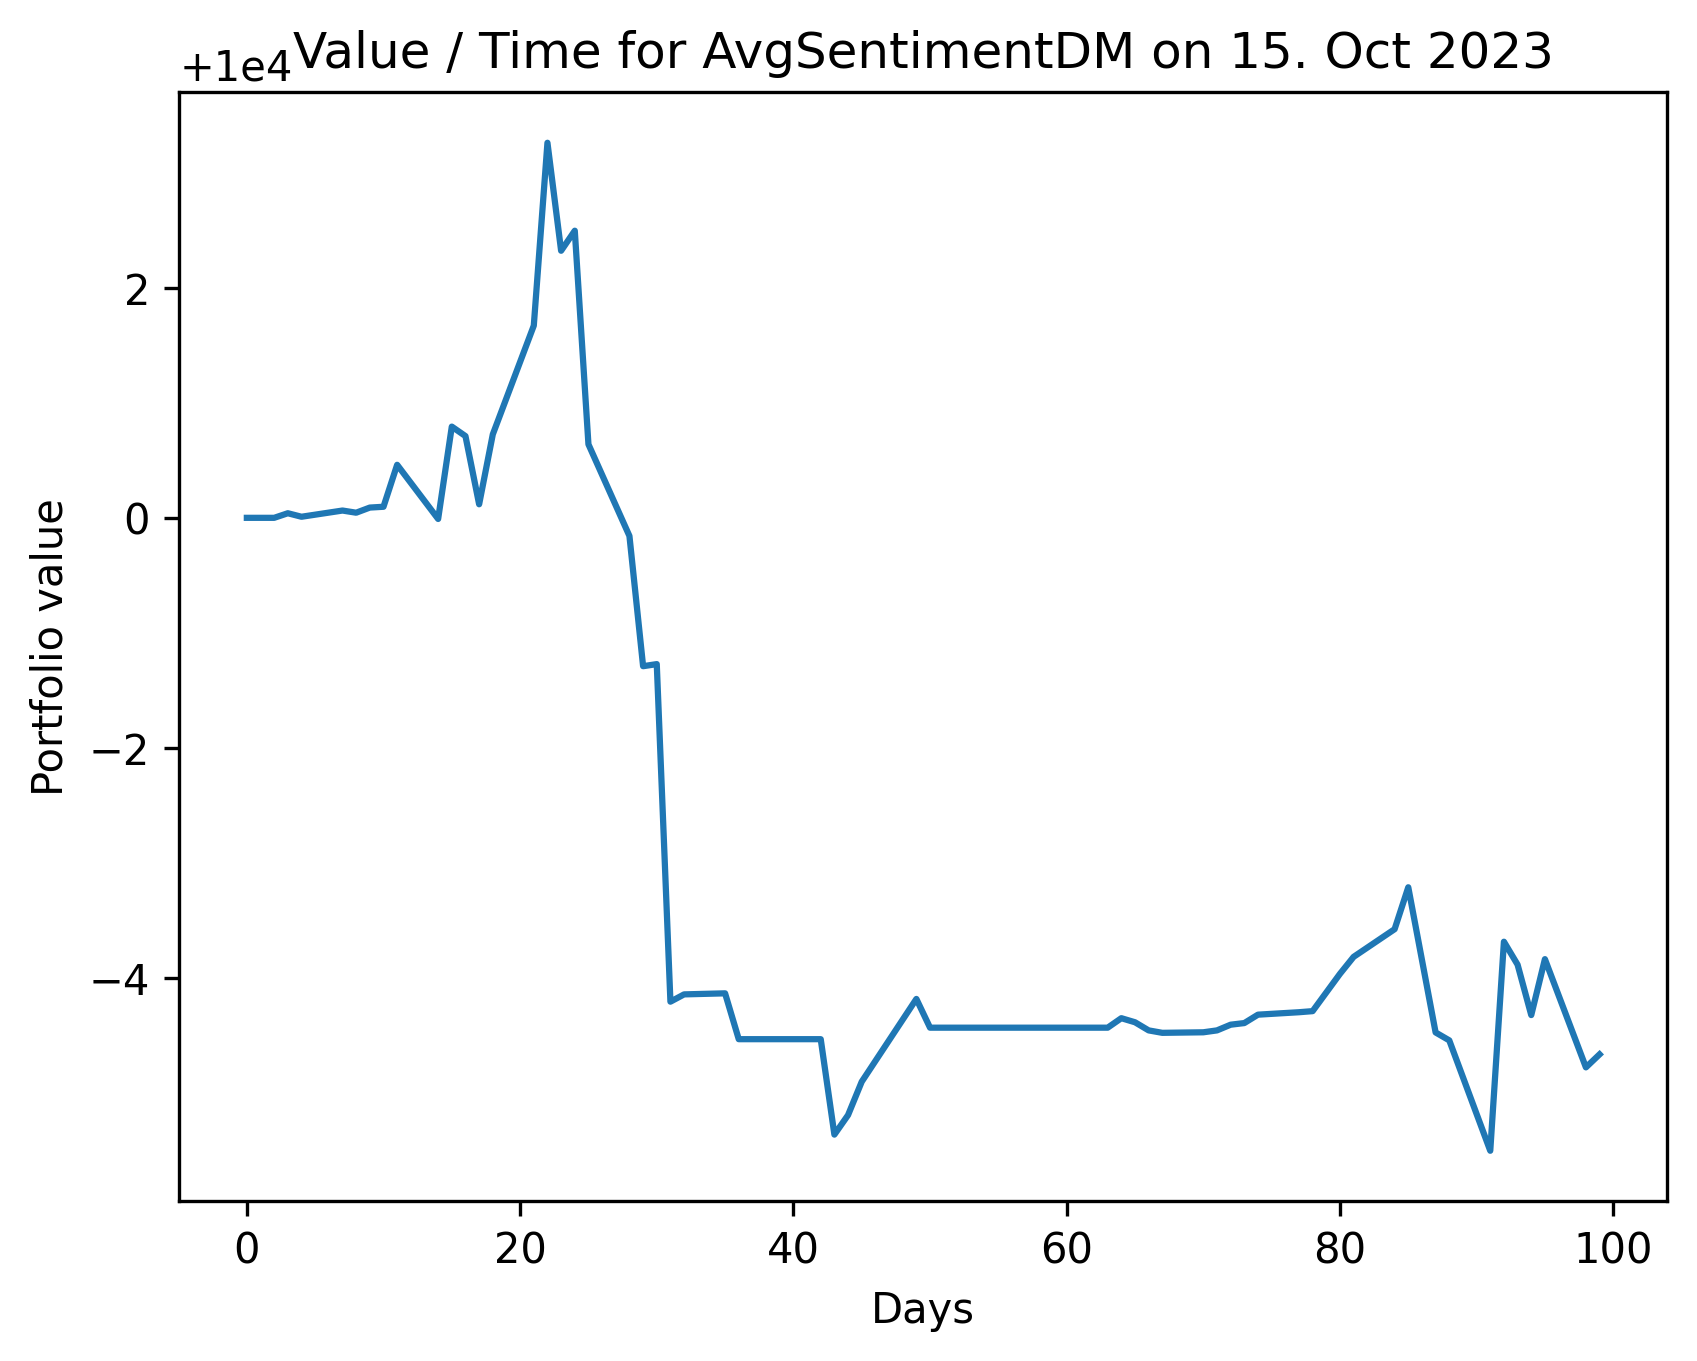 Value / Time for AvgSentimentDM on 15. Oct 2023
+1e4
2
0
−2
−4
Portfolio value
0 20 40 60 80 100
Days